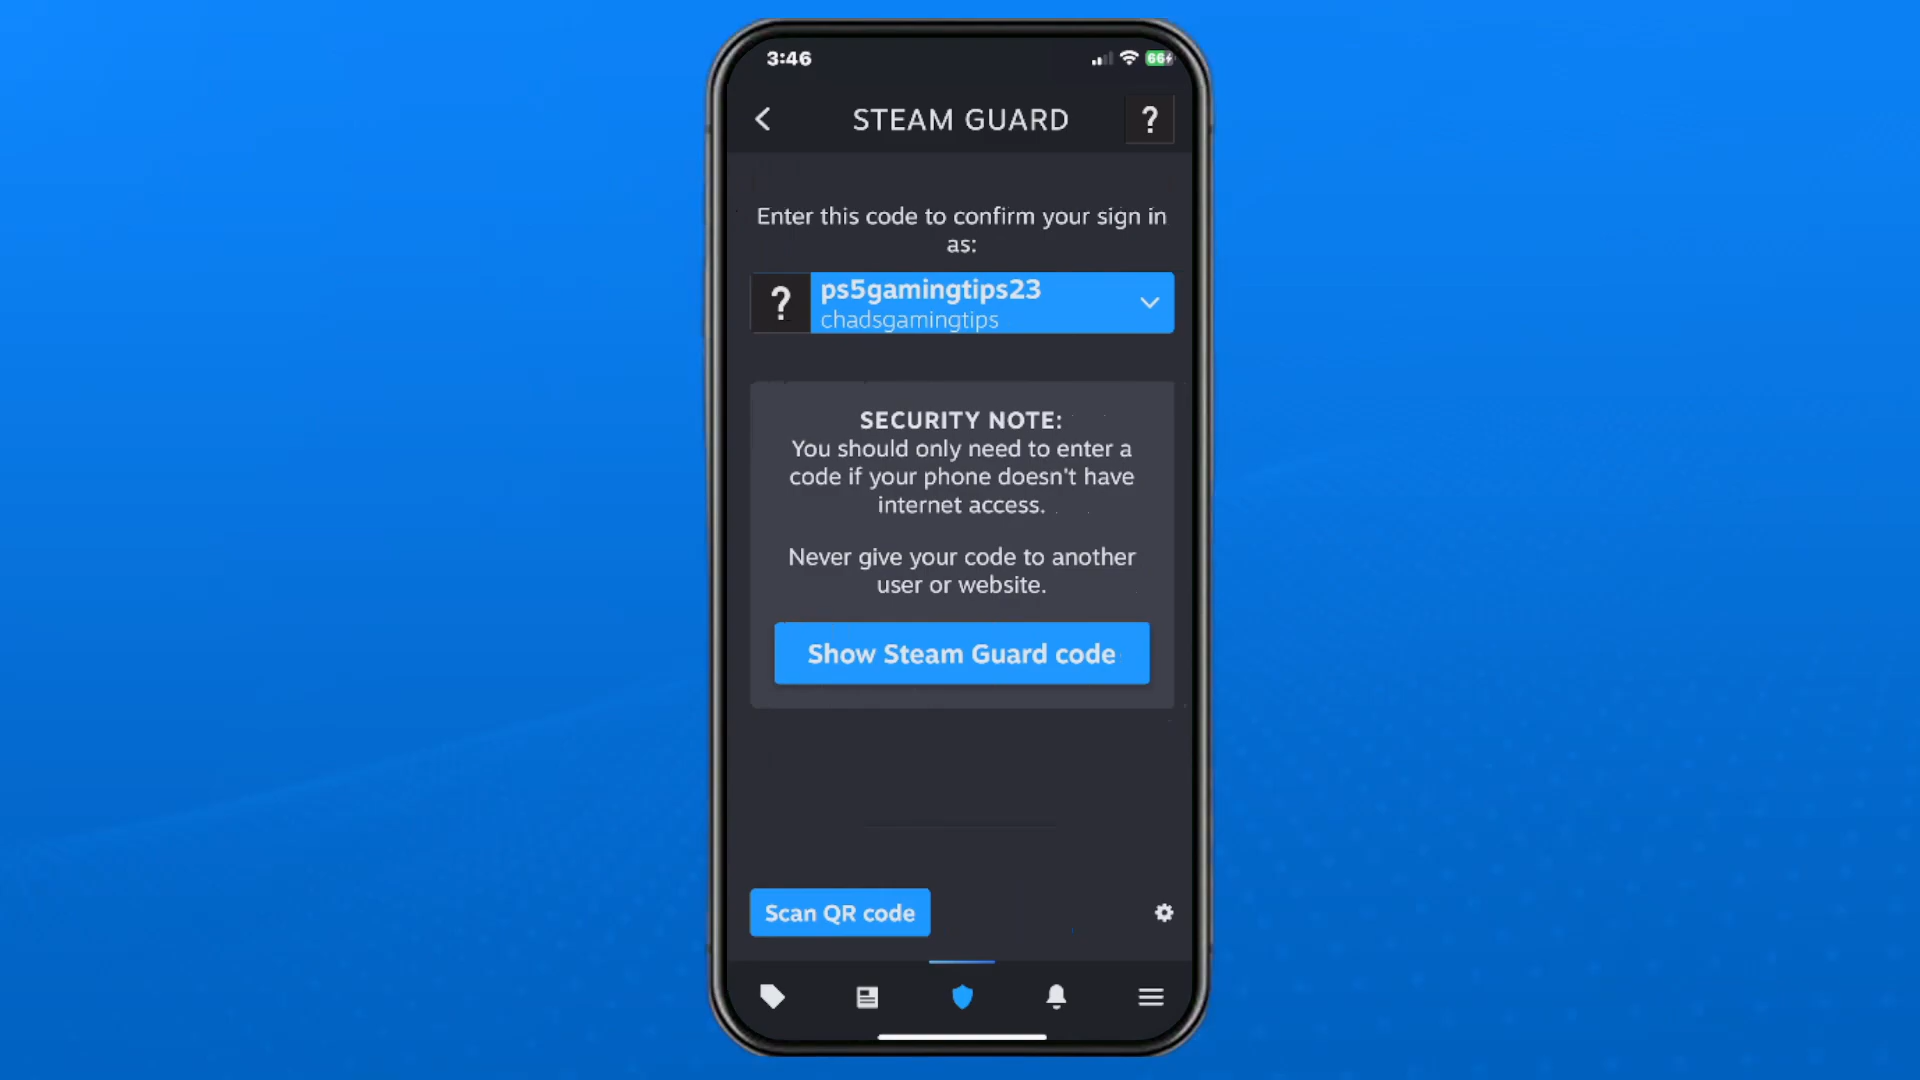 3:46
66
STEAM GUARD
?
Enter this code to confirm your sign in
as:
?
ps5gamingtips23
chadsgamingtips
SECURITY NOTE:
You should only need to enter a
code if your phone doesn't have
internet access.
Never give your code to another
user or website.
Show Steam Guard code
Scan QR code